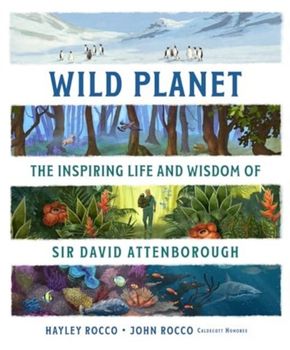 WILD PLANET
THE INSPIRING LIFE AND WISDOM OF
SIR DAVID ATTENBOROUGH
HAYLEY ROCCO • JOHN ROCCO CALDECOTT HONOREE